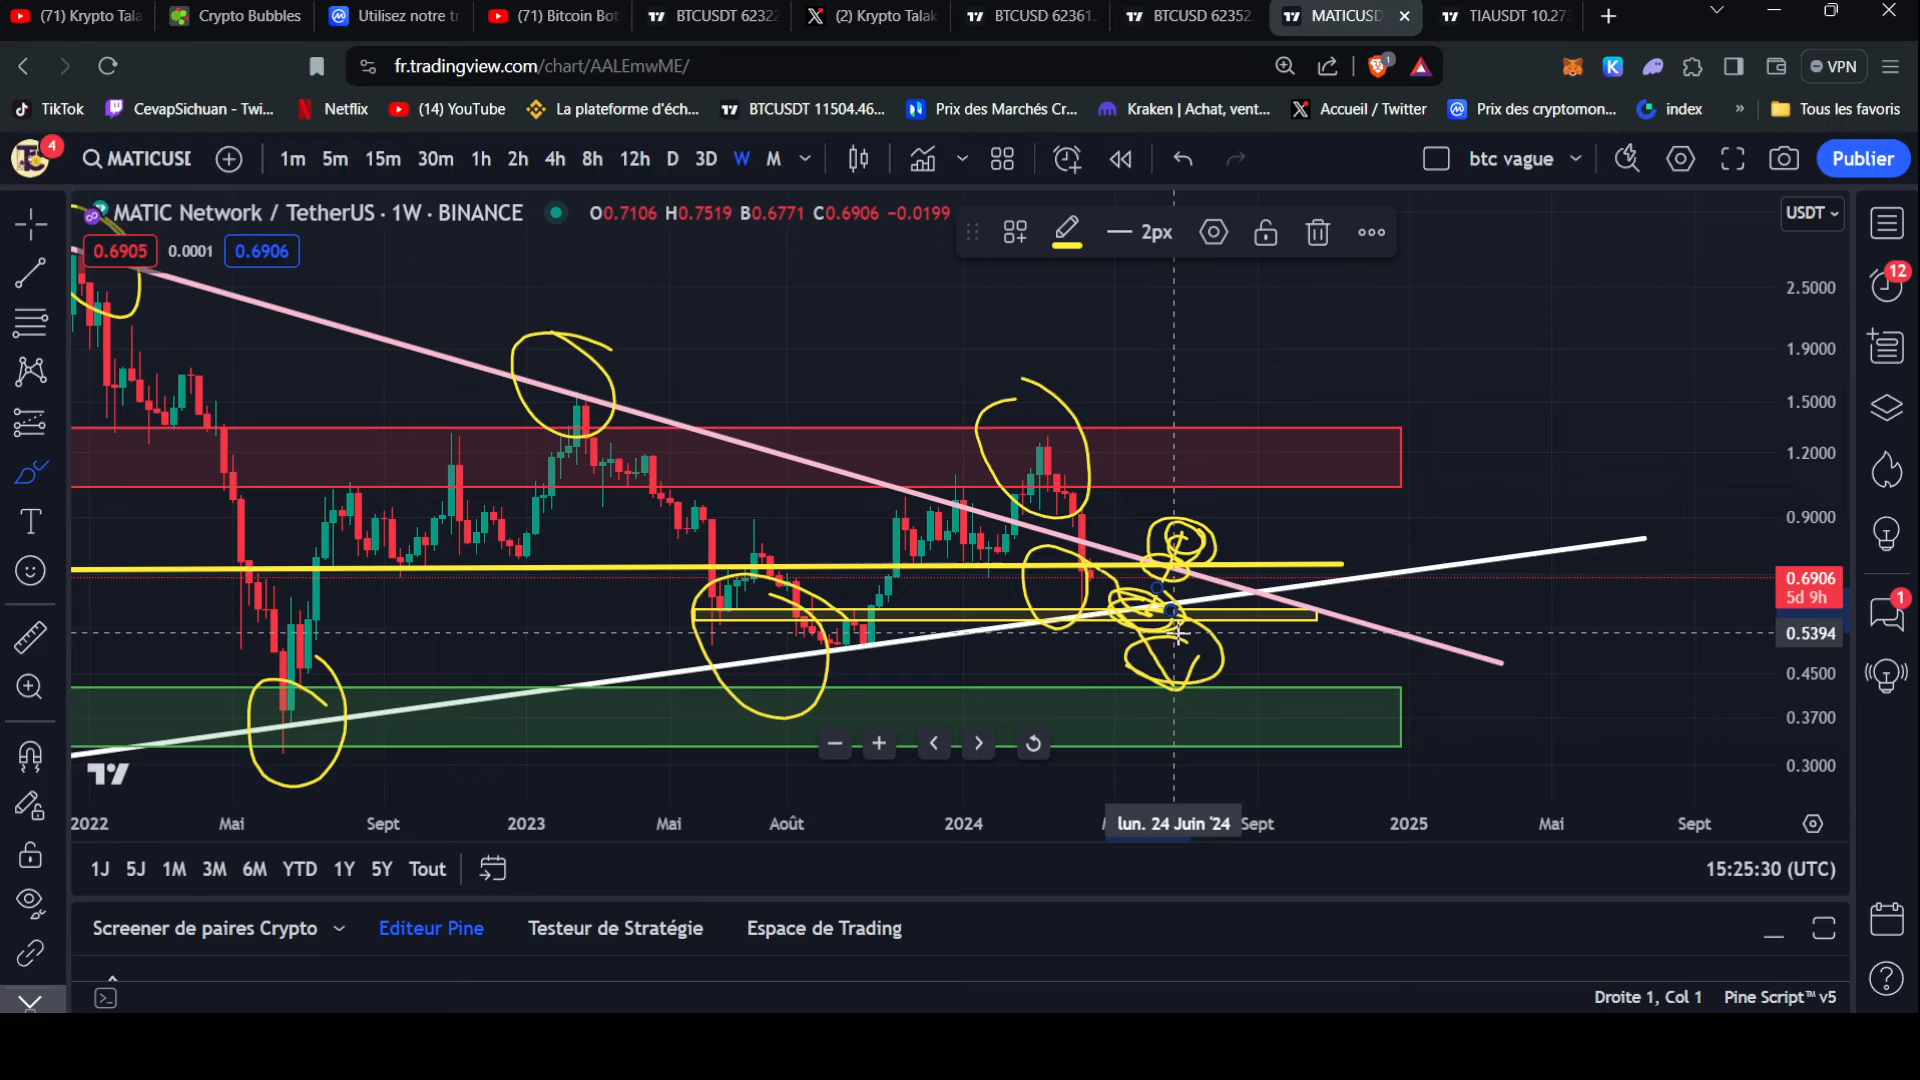 (71) Krypto Tala
Crypto Bubbles
Utilisez notre tr
(71) Bitcoin Bot
BTCUSDT 62322
(2) Krypto Talak
BTCUSD 62361.
BTCUSD 62352.
MATICUSD
TIAUSDT 10.273
fr.tradingview.com/chart/AALEmwME/
1
VPN
TikTok
CevapSichuan - Twi...
Netflix
(14) YouTube
La plateforme d'éch...
BTCUSDT 11504.46...
Prix des Marchés Cr...
Kraken | Achat, vent...
Accueil / Twitter
Prix des cryptomon...
index
»
Tous les favoris
4
MATICUSI
1m 5m 15m 30m 1h 2h 4h 8h 12h D 3D W M
btc vague
Publier
MATIC Network / TetherUS · 1W · BINANCE
O0.7106 H0.7519 B0.6771 C0.6906 −0.0199
2px
USDT
0.6905 0.0001 0.6906
12
2.5000
1.9000
1.5000
1.2000
0.9000
0.6906
5d 9h
1
0.5394
0.4500
0.3700
0.3000
2022 Mai Sept 2023 Mai Août 2024 lun. 24 Juin '24 Sept 2025 Mai Sept
1J 5J 1M 3M 6M YTD 1Y 5Y Tout
15:25:30 (UTC)
Screener de paires Crypto
Editeur Pine
Testeur de Stratégie
Espace de Trading
Droite 1, Col 1 Pine Script™ v5